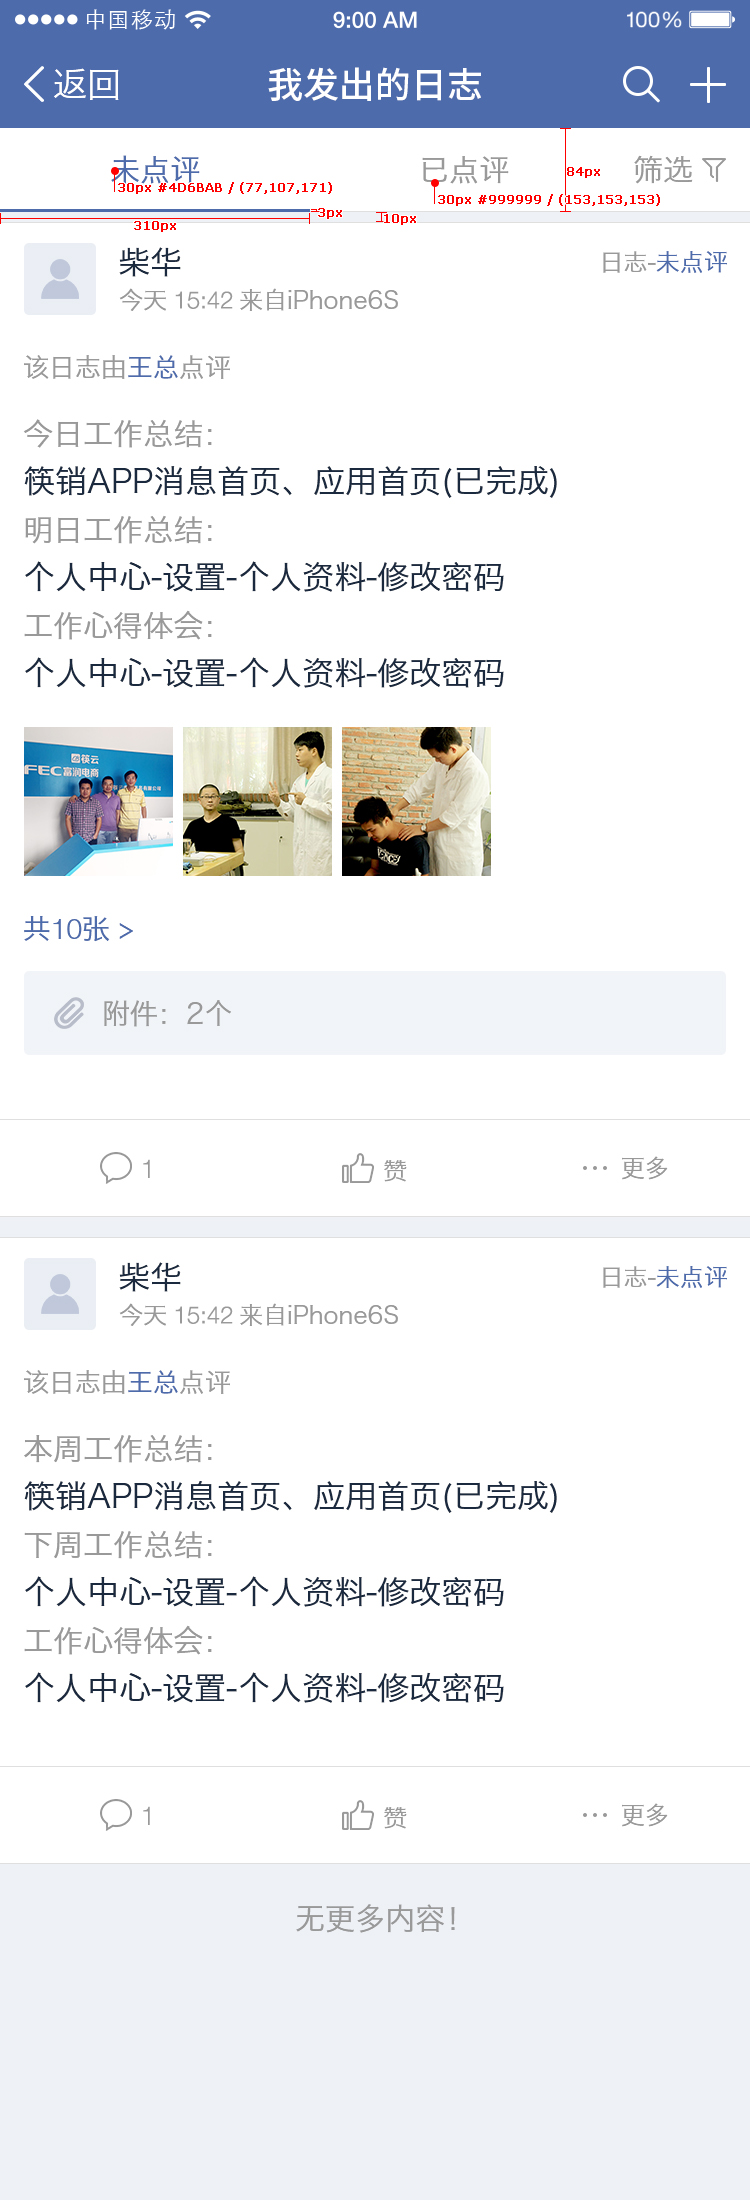 中国移动 9:00 AM 100%
返回 我发出的日志
未点评 已点评 筛选
84px
30px #4D6BAB / (77,107,171)
30px #999999 / (153,153,153)
3px
10px
310px
柴华 日志-未点评
今天 15:42 来自iPhone6S
该日志由王总点评
今日工作总结：
筷销APP消息首页、应用首页(已完成)
明日工作总结：
个人中心-设置-个人资料-修改密码
工作心得体会：
个人中心-设置-个人资料-修改密码
筷云
FEC富润电商
共10张 >
附件：2个
1 赞 ··· 更多
柴华 日志-未点评
今天 15:42 来自iPhone6S
该日志由王总点评
本周工作总结：
筷销APP消息首页、应用首页(已完成)
下周工作总结：
个人中心-设置-个人资料-修改密码
工作心得体会：
个人中心-设置-个人资料-修改密码
1 赞 ··· 更多
无更多内容！